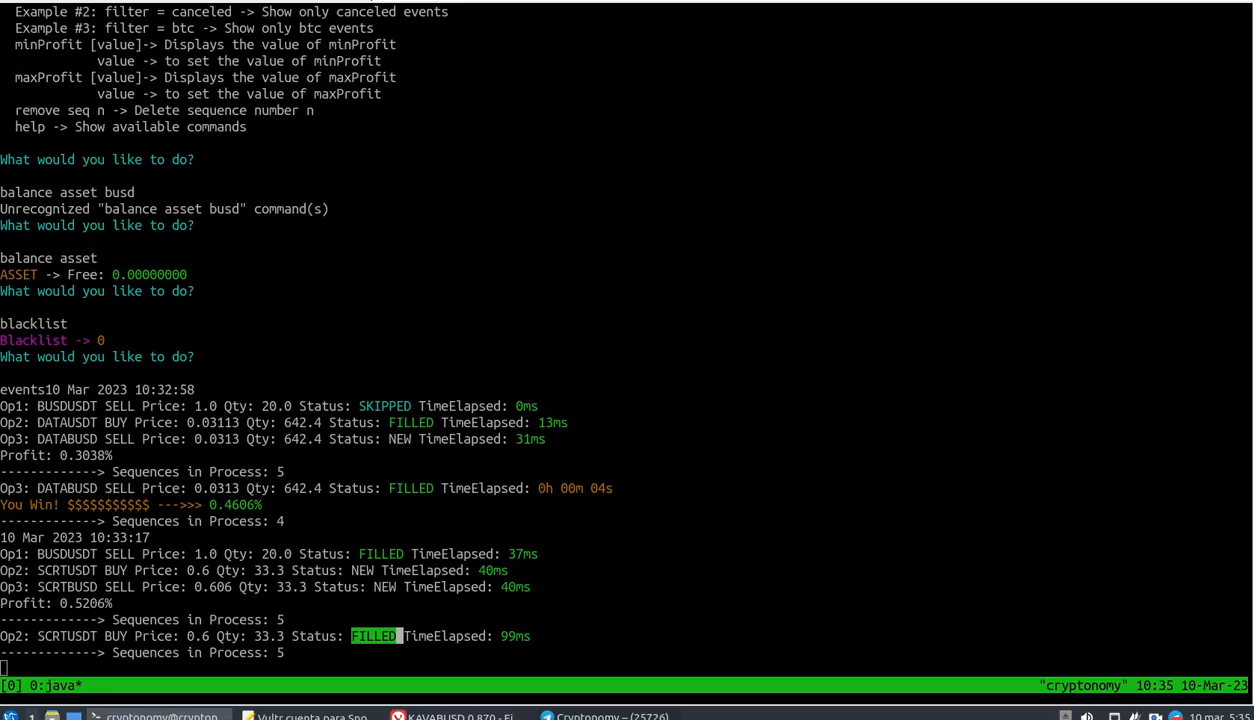 Example #2: filter = canceled -> Show only canceled events
Example #3: filter = btc -> Show only btc events
minProfit [value]-> Displays the value of minProfit
value -> to set the value of minProfit
maxProfit [value]-> Displays the value of maxProfit
value -> to set the value of maxProfit
remove seq n -> Delete sequence number n
help -> Show available commands
What would you like to do?
balance asset busd
Unrecognized "balance asset busd" command(s)
What would you like to do?
balance asset
ASSET -> Free: 0.00000000
What would you like to do?
blacklist
Blacklist -> 0
What would you like to do?
events10 Mar 2023 10:32:58
Op1: BUSDUSDT SELL Price: 1.0 Qty: 20.0 Status: SKIPPED TimeElapsed: 0ms
Op2: DATAUSDT BUY Price: 0.03113 Qty: 642.4 Status: FILLED TimeElapsed: 13ms
Op3: DATABUSD SELL Price: 0.0313 Qty: 642.4 Status: NEW TimeElapsed: 31ms
Profit: 0.3038%
-------------> Sequences in Process: 5
Op3: DATABUSD SELL Price: 0.0313 Qty: 642.4 Status: FILLED TimeElapsed: 0h 00m 04s
You Win! $$$$$$$$$$$ --->>> 0.4606%
-------------> Sequences in Process: 4
10 Mar 2023 10:33:17
Op1: BUSDUSDT SELL Price: 1.0 Qty: 20.0 Status: FILLED TimeElapsed: 37ms
Op2: SCRTUSDT BUY Price: 0.6 Qty: 33.3 Status: NEW TimeElapsed: 40ms
Op3: SCRTBUSD SELL Price: 0.606 Qty: 33.3 Status: NEW TimeElapsed: 40ms
Profit: 0.5206%
-------------> Sequences in Process: 5
Op2: SCRTUSDT BUY Price: 0.6 Qty: 33.3 Status: FILLED TimeElapsed: 99ms
-------------> Sequences in Process: 5
[0] 0:java* "cryptonomy" 10:35 10-Mar-23
1 cryptonomy@crypton Vultr cuenta para Spo KAVABUSD 0.870 - Fi Cryptonomy – (25726) 10 mar, 5:35